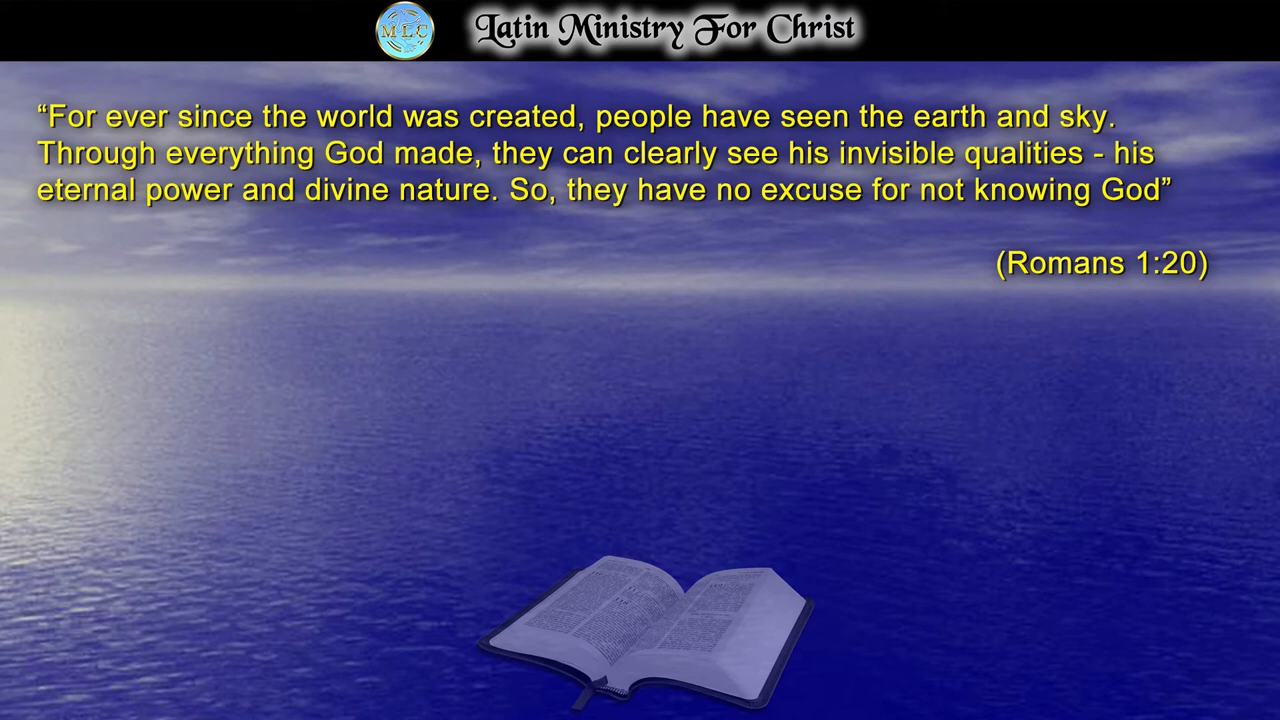 MLC
Latin Ministry For Christ
“For ever since the world was created, people have seen the earth and sky.
Through everything God made, they can clearly see his invisible qualities - his
eternal power and divine nature. So, they have no excuse for not knowing God”
(Romans 1:20)